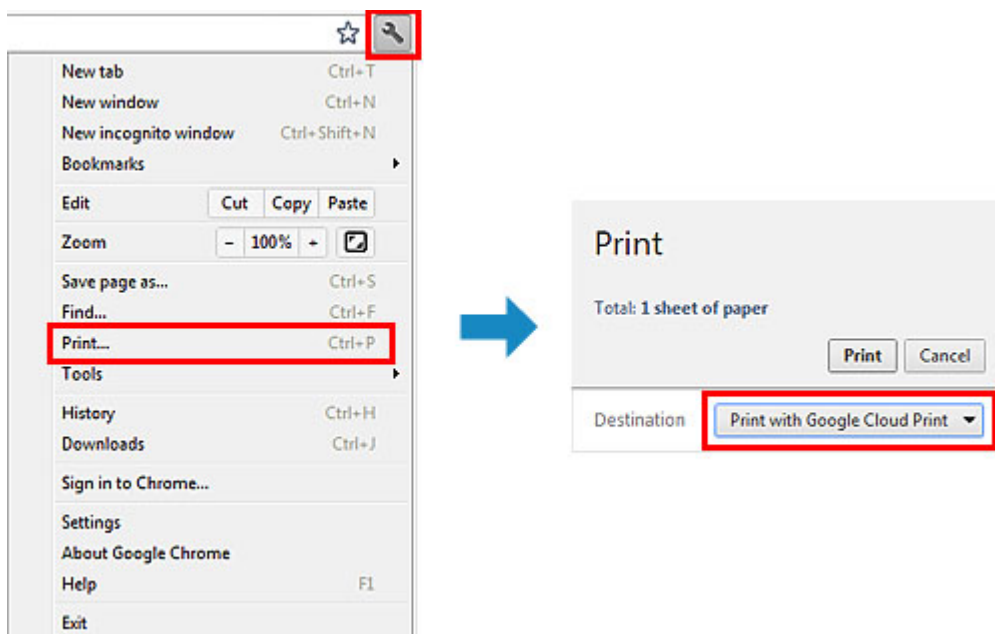 New tab Ctrl+T
New window Ctrl+N
New incognito window Ctrl+Shift+N
Bookmarks
Edit Cut Copy Paste
Zoom - 100% +
Save page as... Ctrl+S
Find... Ctrl+F
Print... Ctrl+P
Tools
History Ctrl+H
Downloads Ctrl+J
Sign in to Chrome...
Settings
About Google Chrome
Help F1
Exit
Print
Total: 1 sheet of paper
Print Cancel
Destination Print with Google Cloud Print